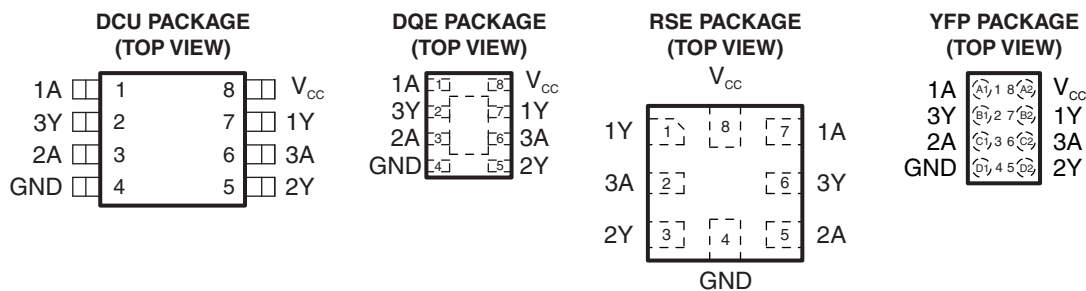 DCU PACKAGE
(TOP VIEW)
1A 1 8 VCC
3Y 2 7 1Y
2A 3 6 3A
GND 4 5 2Y
DQE PACKAGE
(TOP VIEW)
1A 1 8 VCC
3Y 2 7 1Y
2A 3 6 3A
GND 4 5 2Y
RSE PACKAGE
(TOP VIEW)
VCC
1Y 1 8 7 1A
3A 2 6 3Y
2Y 3 4 5 2A
GND
YFP PACKAGE
(TOP VIEW)
1A A1 1 8 A2 VCC
3Y B1 2 7 B2 1Y
2A C1 3 6 C2 3A
GND D1 4 5 D2 2Y